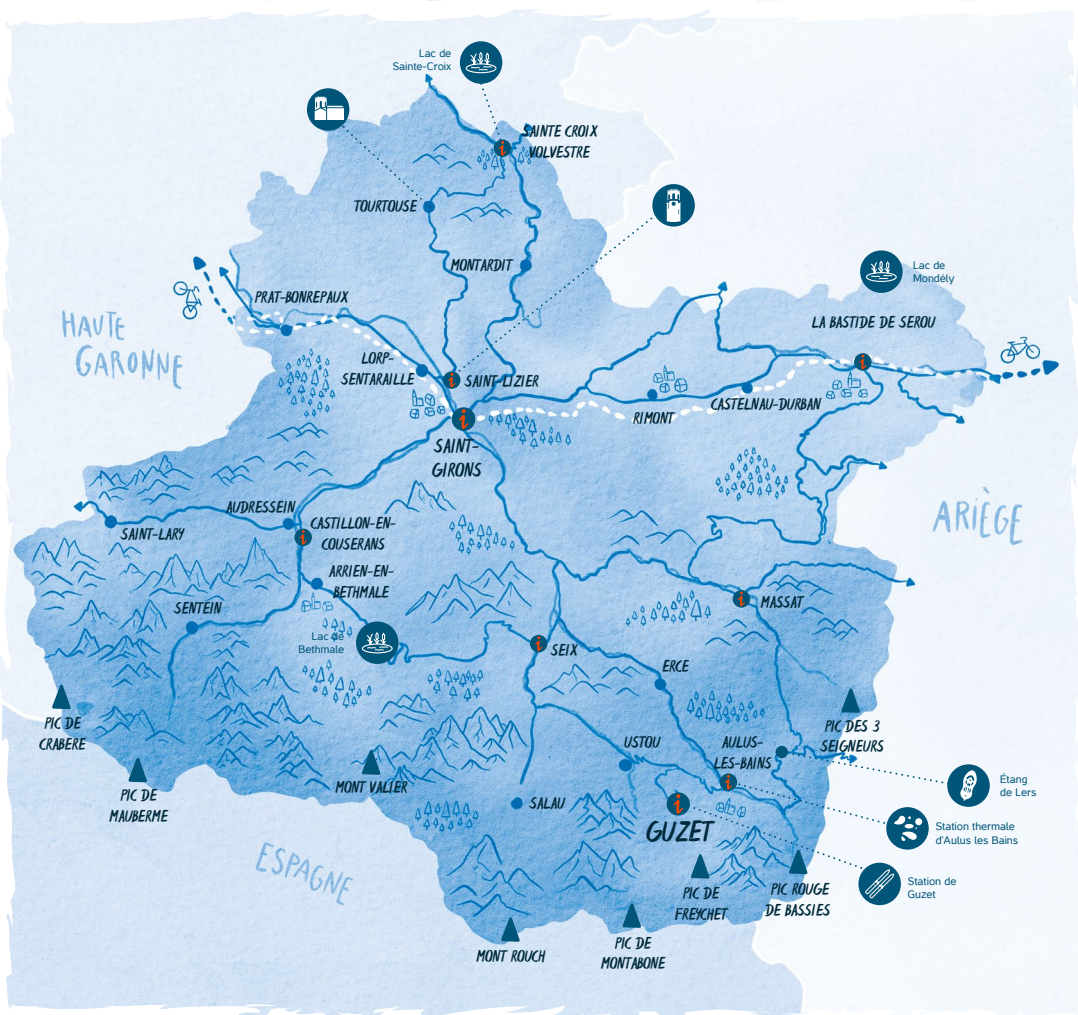 Lac de
Sainte-Croix
SAINTE CROIX
VOLVESTRE
TOURTOUSE
MONTARDIT
Lac de
Mondély
PRAT-BONREPAUX
HAUTE
GARONNE
LA BASTIDE DE SEROU
LORP-
SENTARAILLE
SAINT-LIZIER
RIMONT
CASTELNAU-DURBAN
SAINT-
GIRONS
AUDRESSEIN
SAINT-LARY
CASTILLON-EN-
COUSERANS
ARIÈGE
ARRIEN-EN-
BETHMALE
SENTEIN
MASSAT
Lac de
Bethmale
SEIX
ERCE
PIC DE
CRABERE
PIC DES 3
SEIGNEURS
USTOU
AULUS-
LES-BAINS
MONT VALIER
PIC DE
MAUBERME
Étang
de Lers
SALAU
GUZET
Station thermale
d'Aulus les Bains
ESPAGNE
Station de
Guzet
PIC DE
FREYCHET
PIC ROUGE
DE BASSIES
MONT ROUCH
PIC DE
MONTABONE